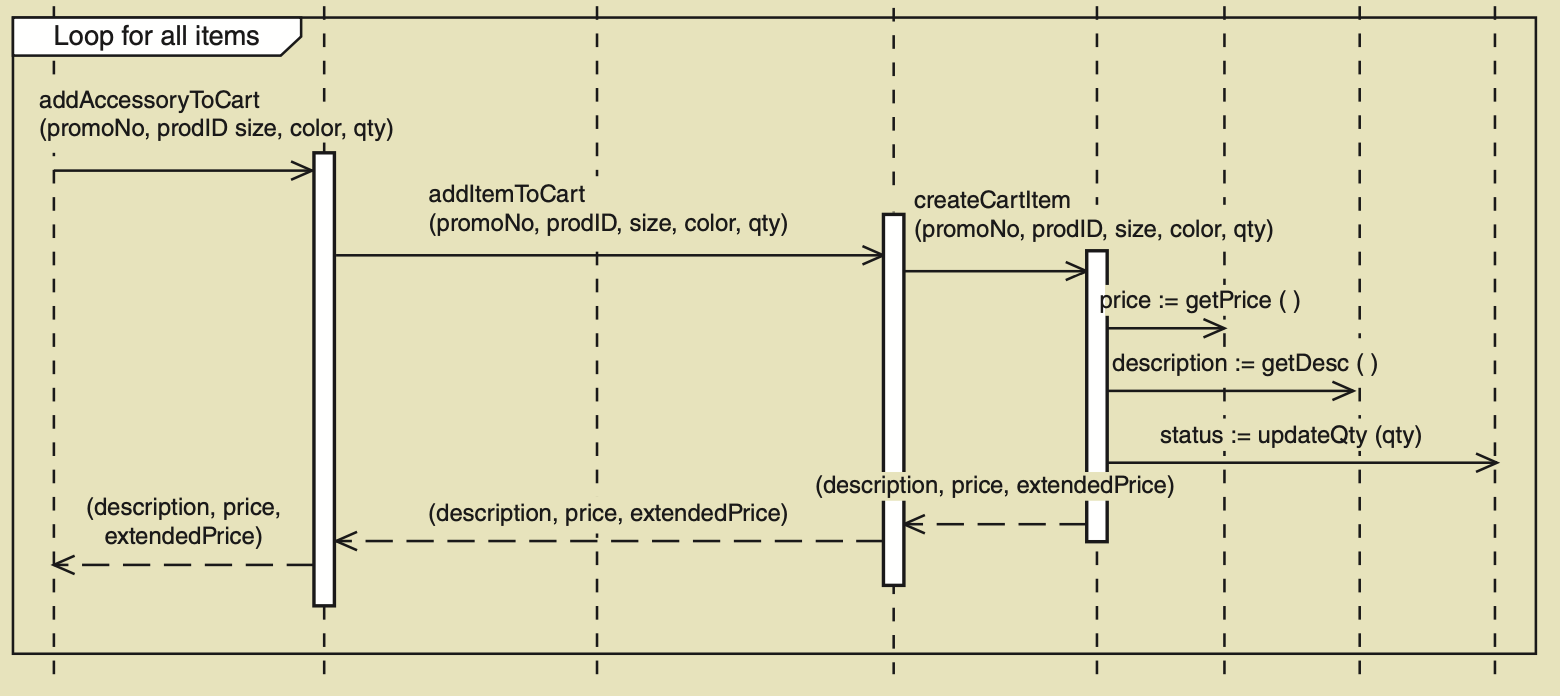 Loop for all items
addAccessoryToCart
(promoNo, prodID size, color, qty)
addItemToCart
(promoNo, prodID, size, color, qty)
createCartItem
(promoNo, prodID, size, color, qty)
price := getPrice ( )
description := getDesc ( )
status := updateQty (qty)
(description, price, extendedPrice)
(description, price, extendedPrice)
(description, price,
extendedPrice)